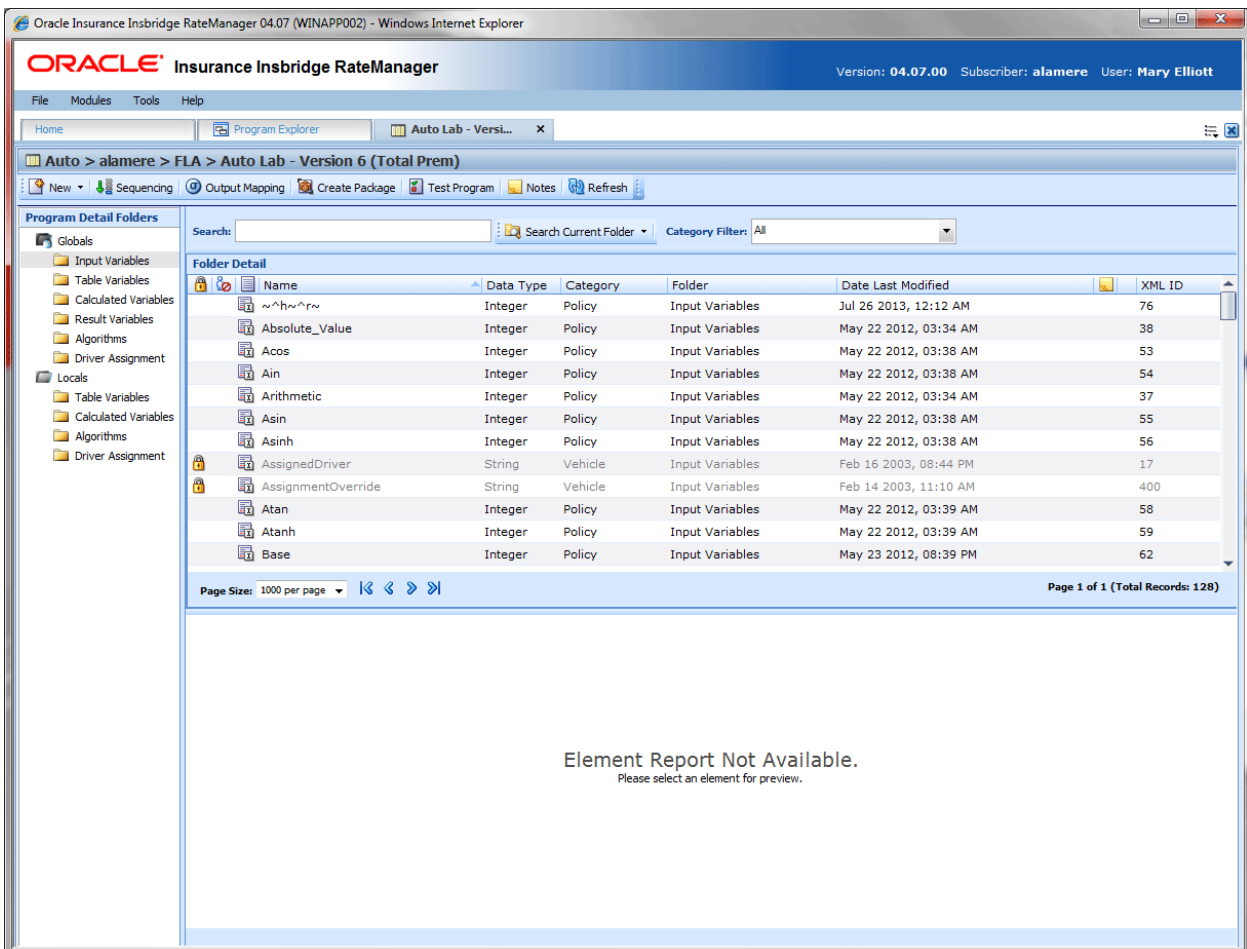 Oracle Insurance Insbridge RateManager 04.07 (WINAPP002) - Windows Internet Explorer
ORACLE Insurance Insbridge RateManager
Version: 04.07.00 Subscriber: alamere User: Mary Elliott
File Modules Tools Help
Home Program Explorer Auto Lab - Versi... x
Auto > alamere > FLA > Auto Lab - Version 6 (Total Prem)
New Sequencing Output Mapping Create Package Test Program Notes Refresh
Program Detail Folders
Globals
Input Variables
Table Variables
Calculated Variables
Result Variables
Algorithms
Driver Assignment
Locals
Table Variables
Calculated Variables
Algorithms
Driver Assignment
Search: Search Current Folder Category Filter: All
Folder Detail
Name Data Type Category Folder Date Last Modified XML ID
~^h~^r~ Integer Policy Input Variables Jul 26 2013, 12:12 AM 76
Absolute_Value Integer Policy Input Variables May 22 2012, 03:34 AM 38
Acos Integer Policy Input Variables May 22 2012, 03:38 AM 53
Ain Integer Policy Input Variables May 22 2012, 03:38 AM 54
Arithmetic Integer Policy Input Variables May 22 2012, 03:34 AM 37
Asin Integer Policy Input Variables May 22 2012, 03:38 AM 55
Asinh Integer Policy Input Variables May 22 2012, 03:38 AM 56
AssignedDriver String Vehicle Input Variables Feb 16 2003, 08:44 PM 17
AssignmentOverride String Vehicle Input Variables Feb 14 2003, 11:10 AM 400
Atan Integer Policy Input Variables May 22 2012, 03:39 AM 58
Atanh Integer Policy Input Variables May 22 2012, 03:39 AM 59
Base Integer Policy Input Variables May 23 2012, 08:39 PM 62
Page Size: 1000 per page Page 1 of 1 (Total Records: 128)
Element Report Not Available.
Please select an element for preview.